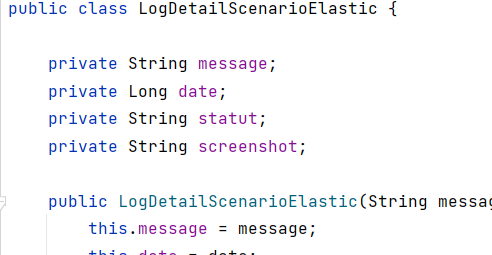 public class LogDetailScenarioElastic {
private String message;
private Long date;
private String statut;
private String screenshot;
public LogDetailScenarioElastic(String
this.message = message;
this.date = date;